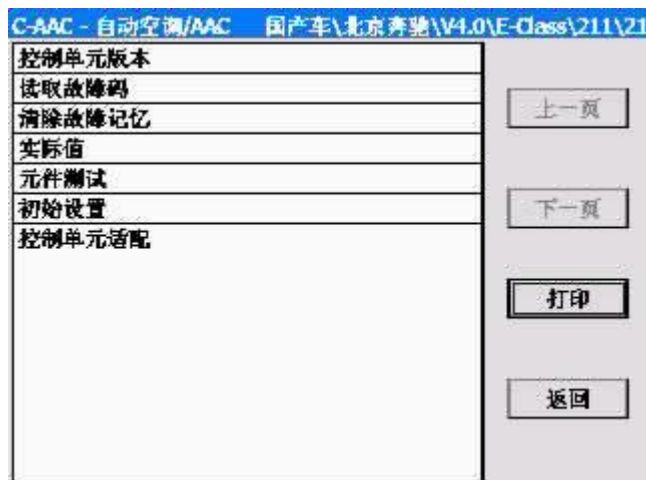 C-AAC - 自动空调/AAC 国产车\北京奔驰\V4.0\E-Class\211\21
控制单元版本
读取故障码
清除故障记忆
实际值
元件测试
初始设置
控制单元适配
上一页
下一页
打印
返回